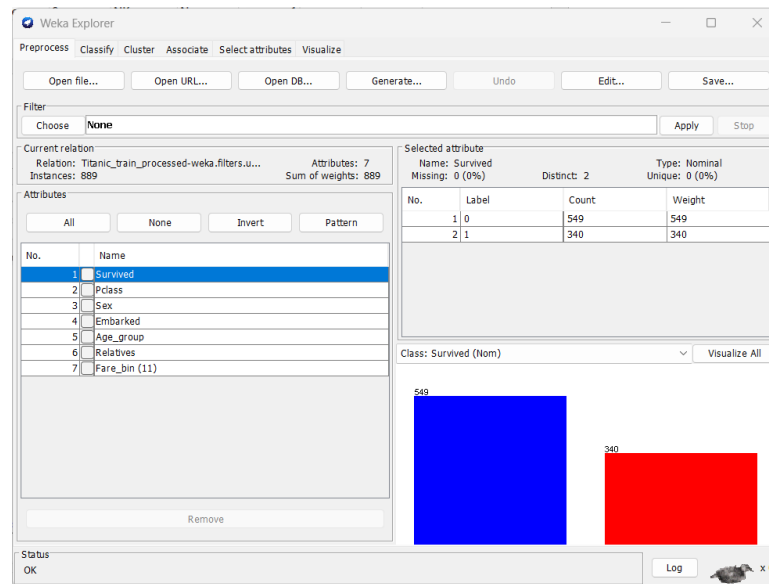 Weka Explorer
Preprocess Classify Cluster Associate Select attributes Visualize
Open file... Open URL... Open DB... Generate... Undo Edit... Save...
Filter
Choose None Apply Stop
Current relation
Relation: Titanic_train_processed-weka.filters.u... Attributes: 7
Instances: 889 Sum of weights: 889
Attributes
All None Invert Pattern
No. Name
1 Survived
2 Pclass
3 Sex
4 Embarked
5 Age_group
6 Relatives
7 Fare_bin (11)
Remove
Selected attribute
Name: Survived Type: Nominal
Missing: 0 (0%) Distinct: 2 Unique: 0 (0%)
No. Label Count Weight
1 0 549 549
2 1 340 340
Class: Survived (Nom) Visualize All
549
340
Status
OK
Log x